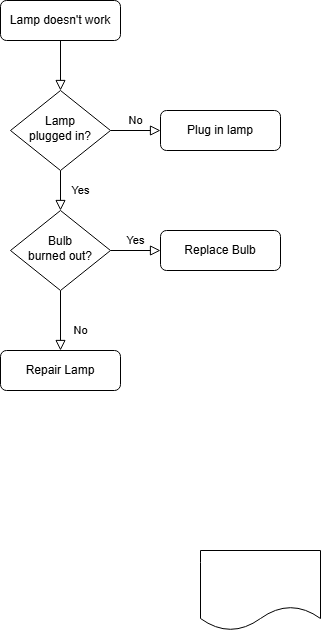 Lamp doesn't work
Lamp
plugged in?
No
Plug in lamp
Yes
Bulb
burned out?
Yes
Replace Bulb
No
Repair Lamp